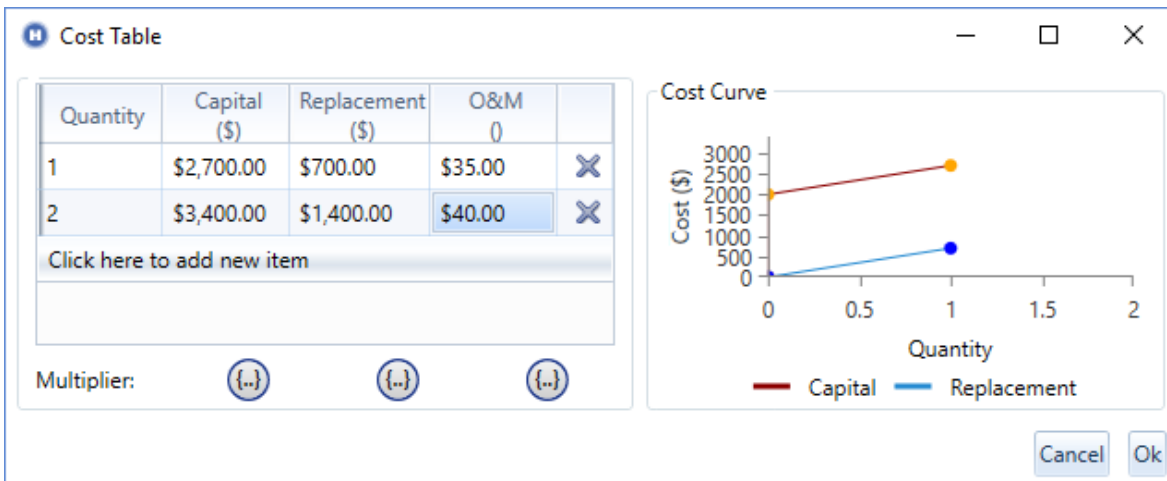 Cost Table
Quantity Capital ($) Replacement ($) O&M ()
1 $2,700.00 $700.00 $35.00
2 $3,400.00 $1,400.00 $40.00
Click here to add new item
Multiplier: {..} {..} {..}
Cost Curve
Cost ($)
3000
2500
2000
1500
1000
500
0
0 0.5 1 1.5 2
Quantity
Capital Replacement
Cancel Ok